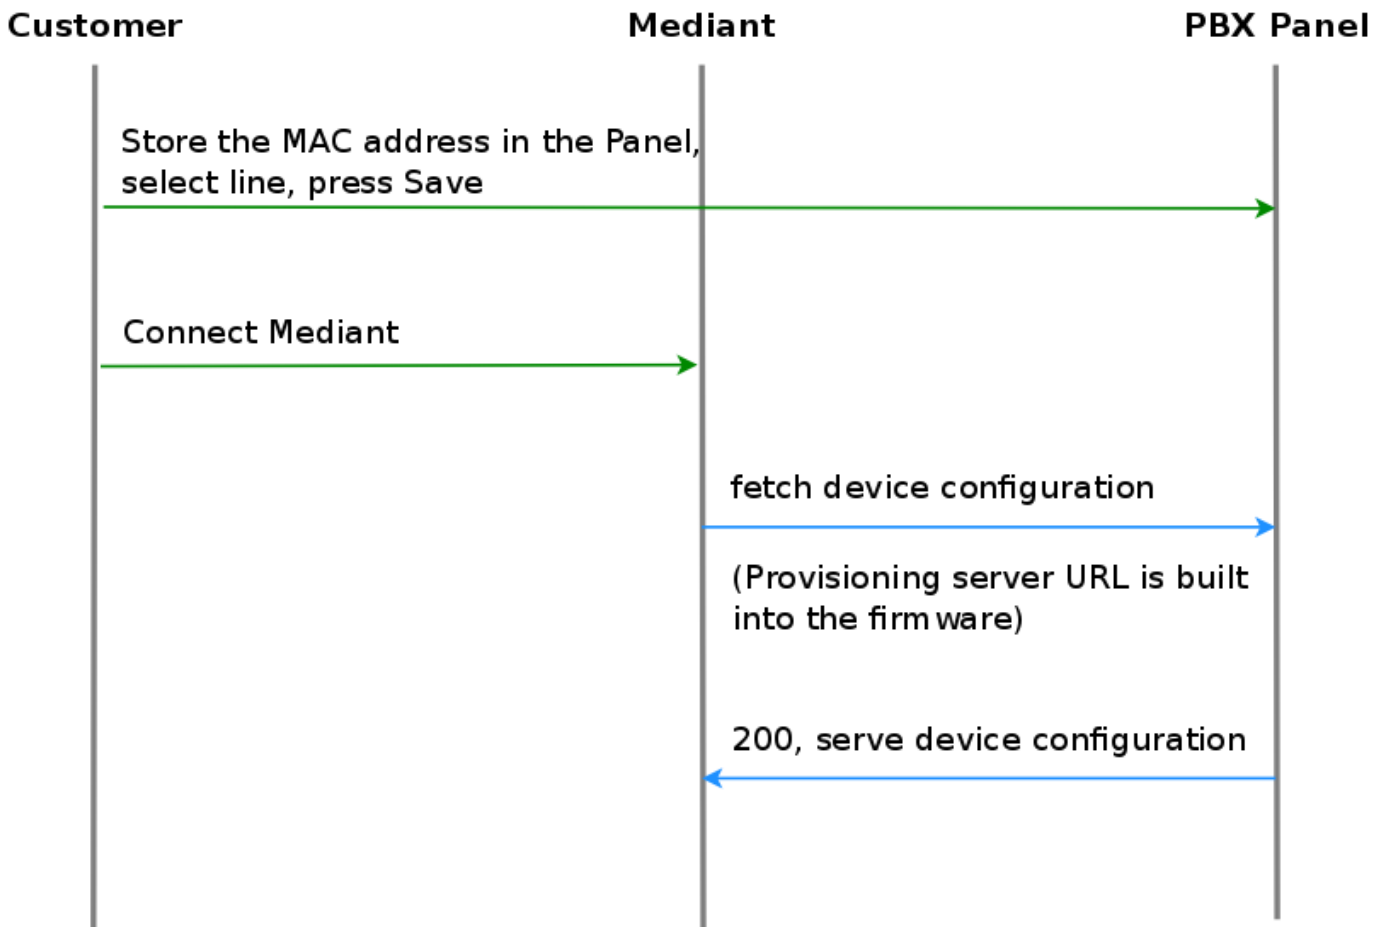 Customer
Mediant
PBX Panel
Store the MAC address in the Panel,
select line, press Save
Connect Mediant
fetch device configuration
(Provisioning server URL is built
into the firmware)
200, serve device configuration